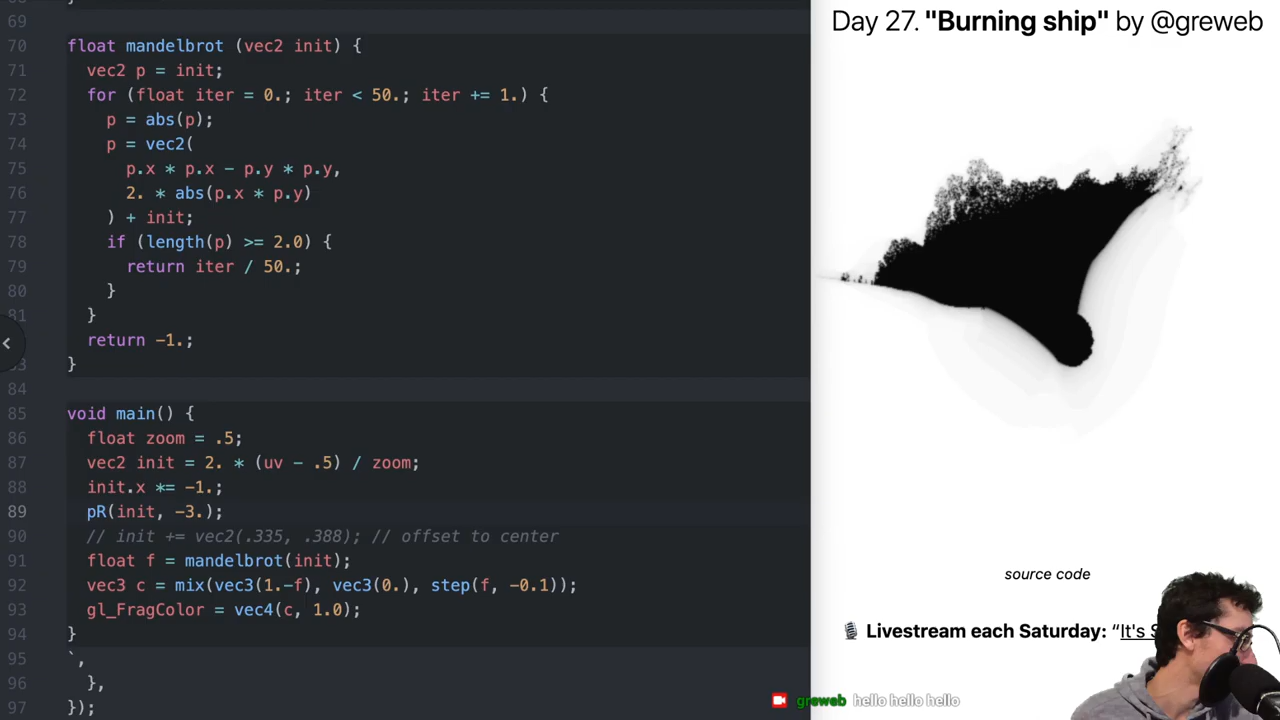 69
70 float mandelbrot (vec2 init) {
71 vec2 p = init;
72 for (float iter = 0.; iter < 50.; iter += 1.) {
73 p = abs(p);
74 p = vec2(
75 p.x * p.x - p.y * p.y,
76 2. * abs(p.x * p.y)
77 ) + init;
78 if (length(p) >= 2.0) {
79 return iter / 50.;
80 }
81 }
return -1.;
}
84
85 void main() {
86 float zoom = .5;
87 vec2 init = 2. * (uv - .5) / zoom;
88 init.x *= -1.;
89 pR(init, -3.);
90 // init += vec2(.335, .388); // offset to center
91 float f = mandelbrot(init);
92 vec3 c = mix(vec3(1.-f), vec3(0.), step(f, -0.1));
93 gl_FragColor = vec4(c, 1.0);
94 }
95 `,
96 },
97 });
Day 27. "Burning ship" by @greweb
source code
🎙 Livestream each Saturday: “It's
greweb hello hello hello